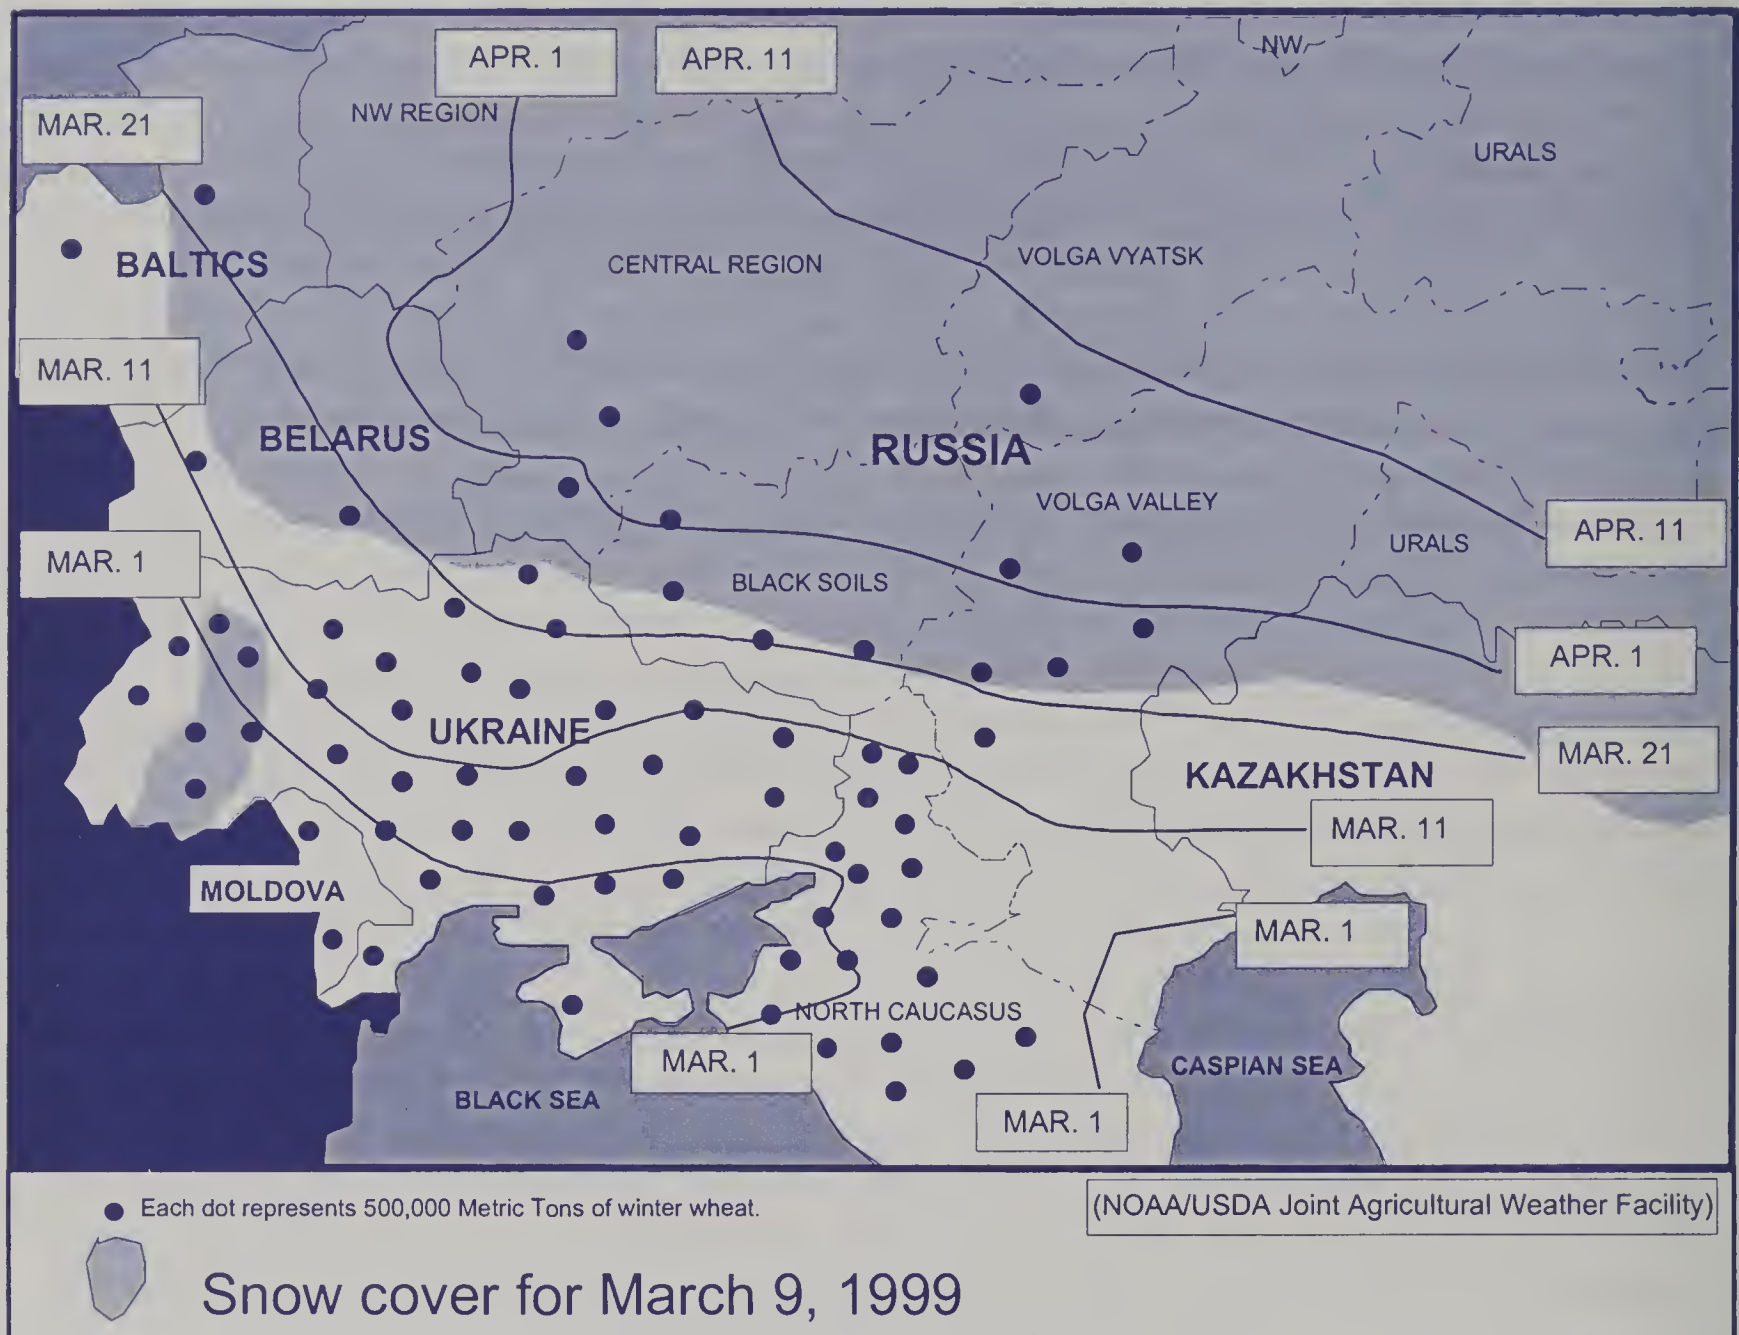 APR. 1
APR. 11
NW
MAR. 21
NW REGION
URALS
BALTICS
CENTRAL REGION
VOLGA VYATSK
MAR. 11
BELARUS
RUSSIA
VOLGA VALLEY
APR. 11
MAR. 1
URALS
BLACK SOILS
APR. 1
UKRAINE
MAR. 21
KAZAKHSTAN
MAR. 11
MOLDOVA
MAR. 1
NORTH CAUCASUS
MAR. 1
CASPIAN SEA
BLACK SEA
MAR. 1
Each dot represents 500,000 Metric Tons of winter wheat.
(NOAA/USDA Joint Agricultural Weather Facility)
Snow cover for March 9, 1999